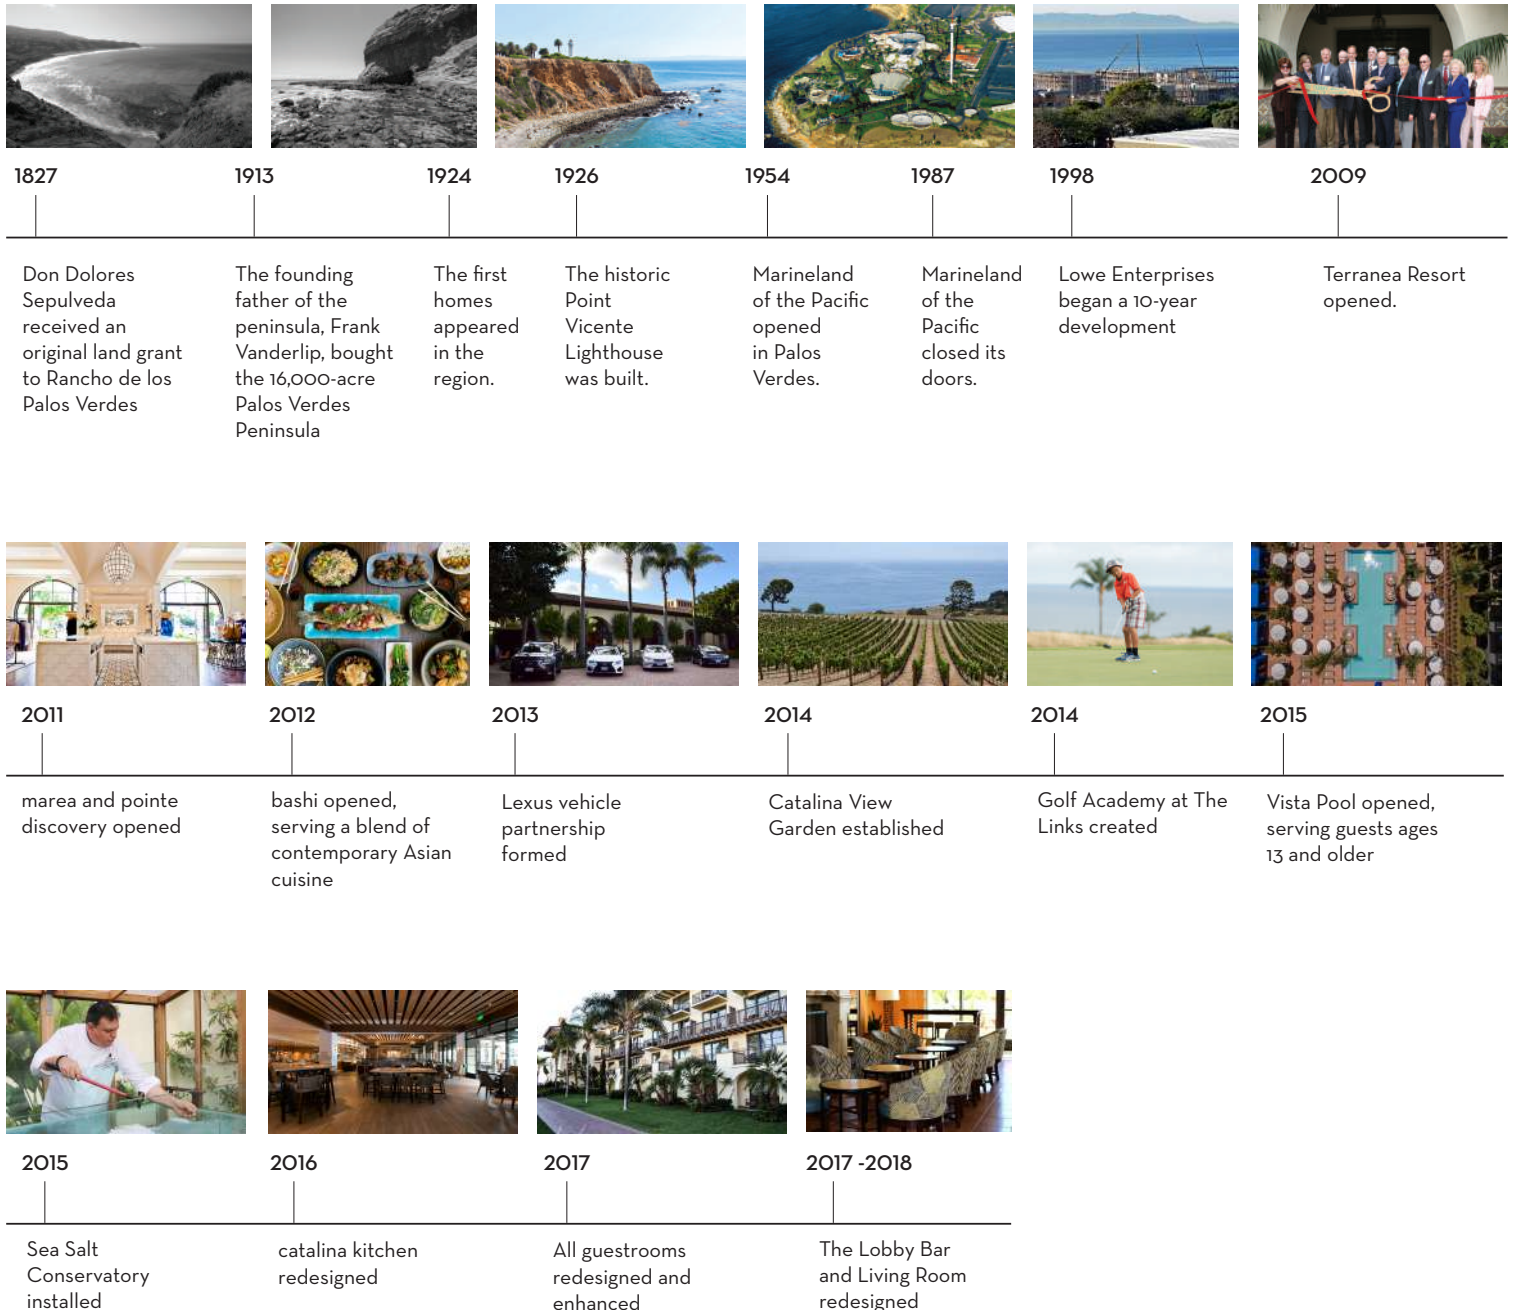 1827
Don Dolores
Sepulveda
received an
original land grant
to Rancho de los
Palos Verdes
1913
The founding
father of the
peninsula, Frank
Vanderlip, bought
the 16,000-acre
Palos Verdes
Peninsula
1924
The first
homes
appeared
in the
region.
1926
The historic
Point
Vicente
Lighthouse
was built.
1954
Marineland
of the Pacific
opened
in Palos
Verdes.
1987
Marineland
of the
Pacific
closed its
doors.
1998
Lowe Enterprises
began a 10-year
development
2009
Terranea Resort
opened.
2011
marea and pointe
discovery opened
2012
bashi opened,
serving a blend of
contemporary Asian
cuisine
2013
Lexus vehicle
partnership
formed
2014
Catalina View
Garden established
2014
Golf Academy at The
Links created
2015
Vista Pool opened,
serving guests ages
13 and older
2015
Sea Salt
Conservatory
installed
2016
catalina kitchen
redesigned
2017
All guestrooms
redesigned and
enhanced
2017 -2018
The Lobby Bar
and Living Room
redesigned